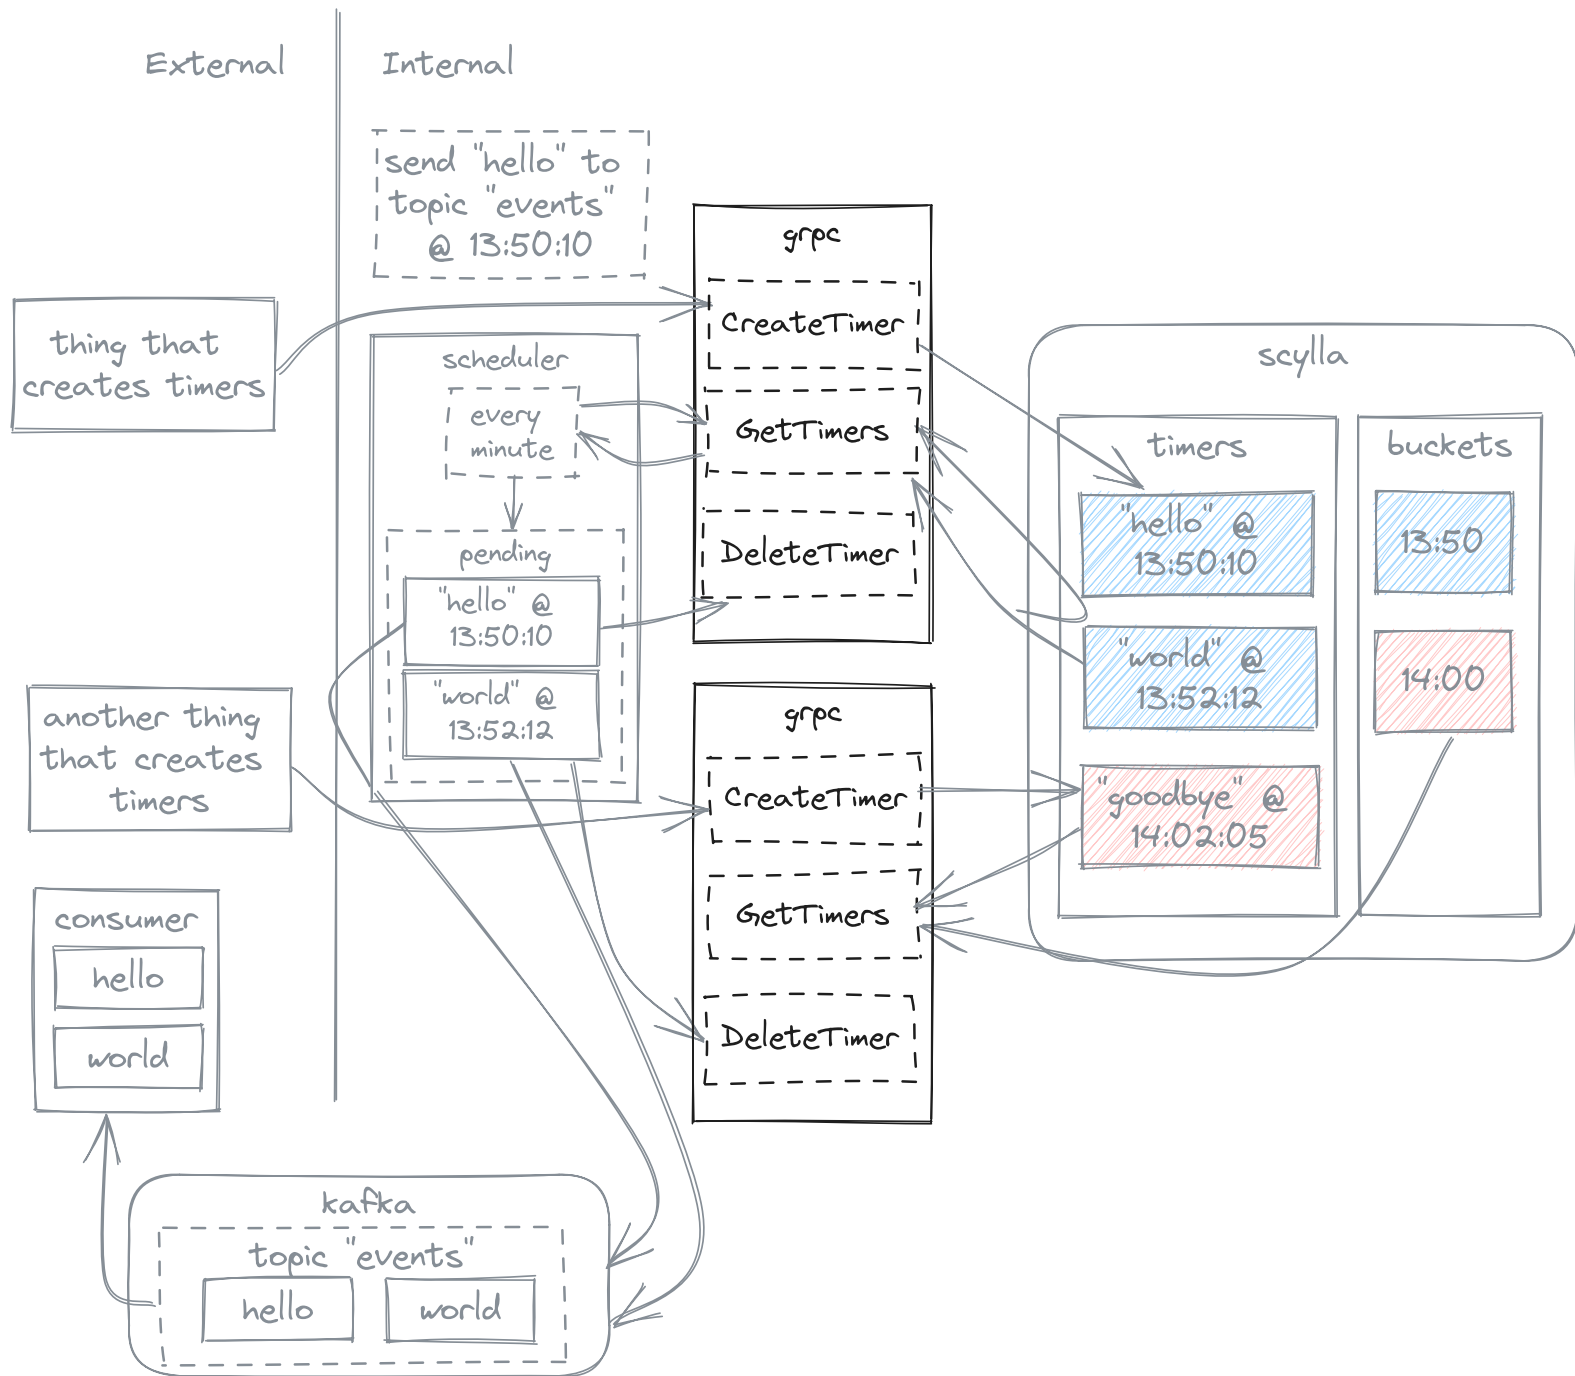 External
Internal
send "hello" to
topic "events"
@ 13:50:10
thing that
creates timers
scheduler
every
minute
pending
"hello" @
13:50:10
"world" @
13:52:12
grpc
CreateTimer
GetTimers
DeleteTimer
scylla
timers
"hello" @
13:50:10
"world" @
13:52:12
"goodbye" @
14:02:05
buckets
13:50
14:00
another thing
that creates
timers
grpc
CreateTimer
GetTimers
DeleteTimer
consumer
hello
world
kafka
topic "events"
hello
world